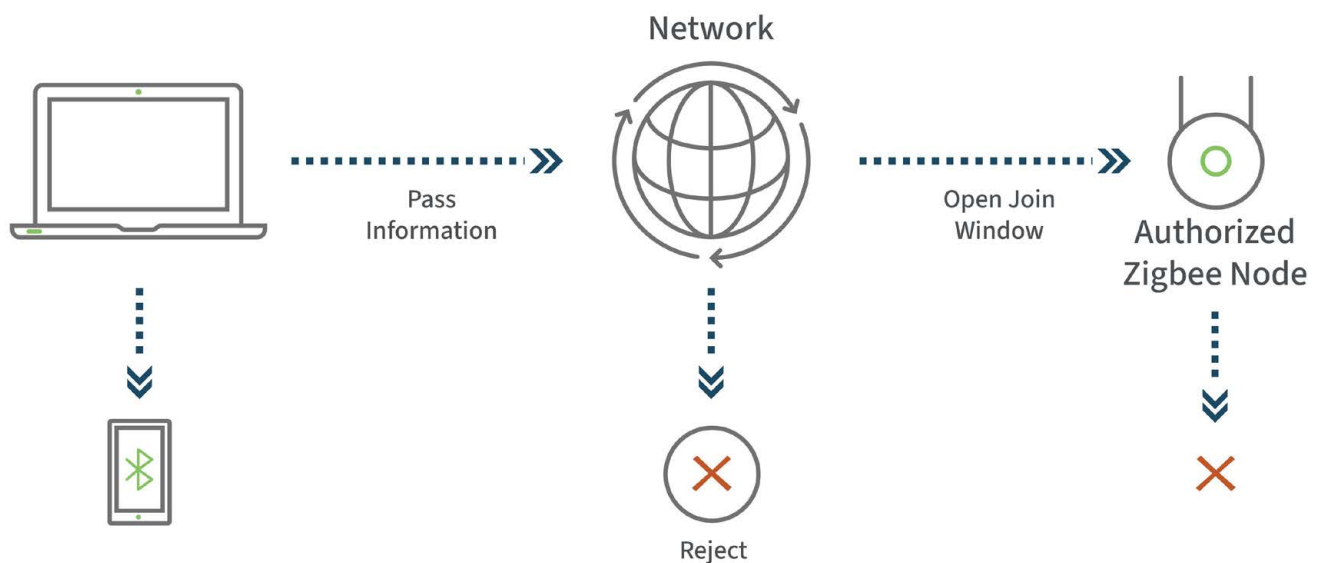 Network
Pass
Information
Open Join
Window
Authorized
Zigbee Node
Reject